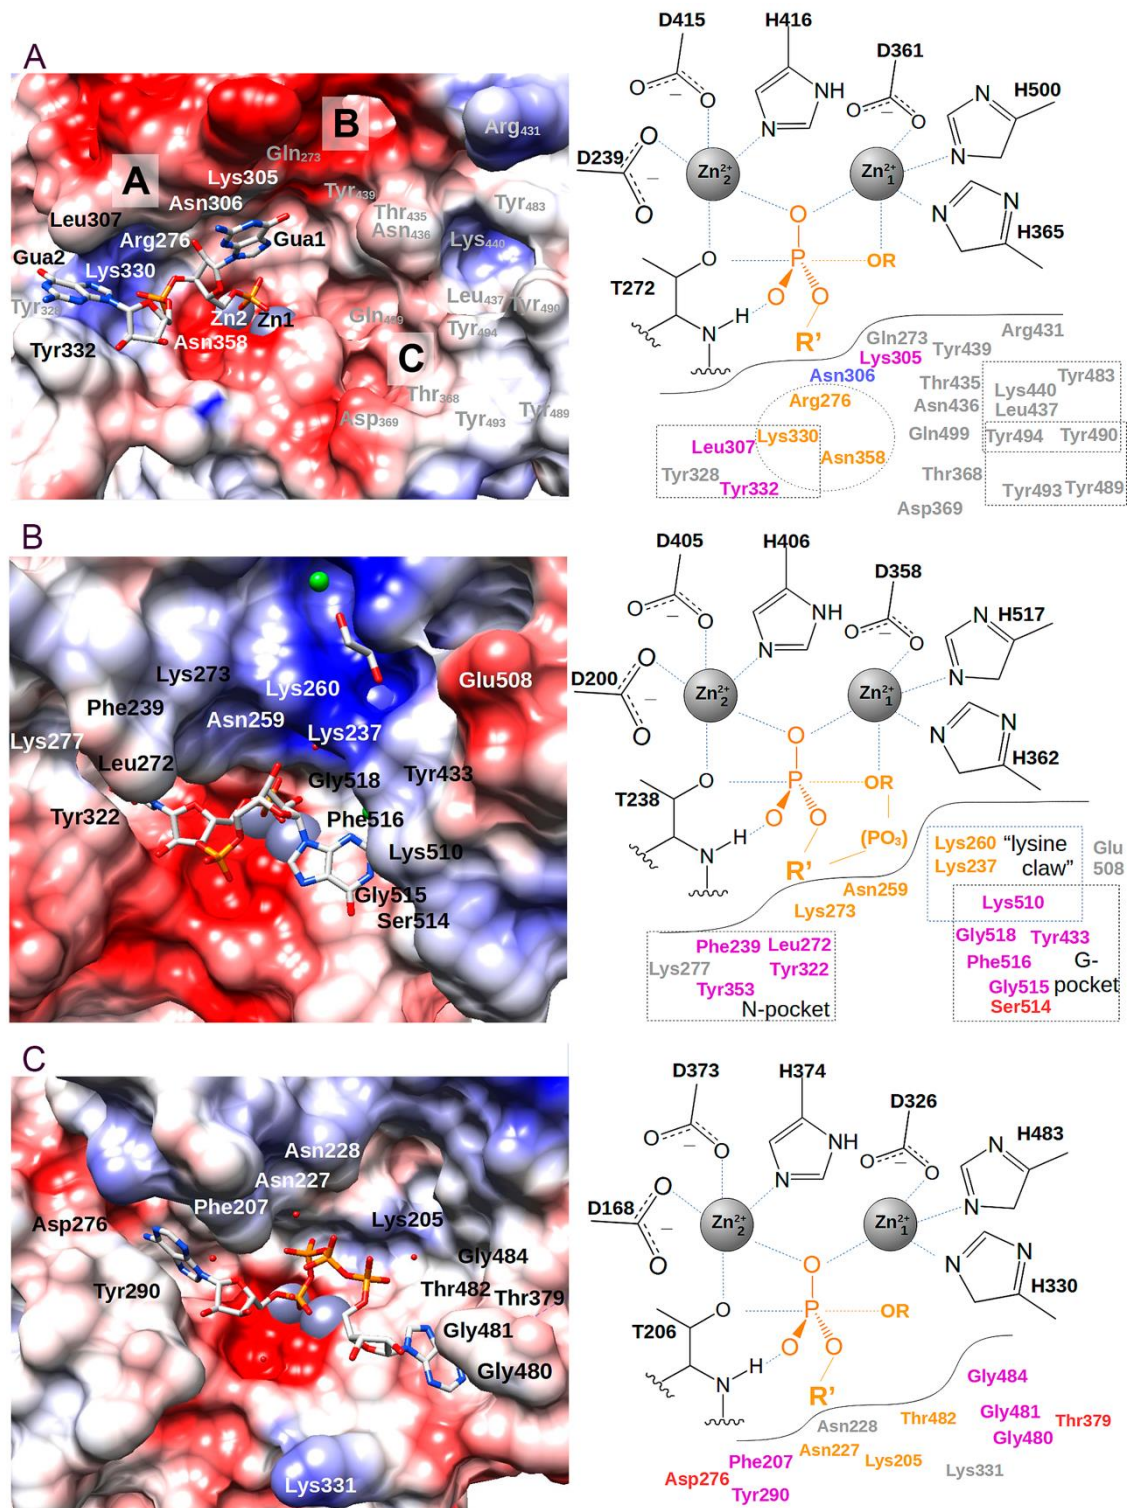 A
B
Arg431
Gln273
A
Lys305
Tyr439
Asn306
Leu307
Thr435
Asn436
Tyr483
Arg276
Gua1
Gua2
Lys330
Lys440
Tyr328
Zn2
Zn1
Leu437
Tyr490
Gln499
Tyr494
Asn358
Tyr332
C
Thr368
Asp369
Tyr493
Tyr489
D415
H416
D361
H500
O
O
NH
O
O
N
D239
O
O
N
Zn2+
2
Zn2+
1
N
N
H365
O
N
O
P
OR
T272
O
O
N
H
N
R'
Gln273
Arg431
Lys305
Tyr439
Asn306
Arg276
Thr435
Lys440
Tyr483
Asn436
Leu437
Leu307
Lys330
Gln499
Tyr494
Tyr490
Asn358
Tyr328
Thr368
Tyr332
Tyr493
Tyr489
Asp369
B
Lys273
Lys260
Glu508
Phe239
Asn259
Lys237
Lys277
Leu272
Gly518
Tyr433
Tyr322
Phe516
Lys510
Gly515
Ser514
D405
H406
D358
H517
O
O
NH
O
O
N
D200
O
O
N
Zn2+
2
Zn2+
1
N
N
H362
O
N
O
P
OR
T238
O
O
N
H
(PO3)
N
R'
Lys260
"lysine
Glu
Lys237
claw"
508
Asn259
Lys273
Lys510
Phe239
Leu272
Gly518
Tyr433
Lys277
Tyr322
Phe516
G-
Tyr353
Gly515
pocket
N-pocket
Ser514
C
Asn228
Asn227
Phe207
Asp276
Lys205
Gly484
Tyr290
Thr482
Thr379
Gly481
Gly480
Lys331
D373
H374
D326
H483
O
O
NH
O
O
N
D168
O
O
N
Zn2+
2
Zn2+
1
N
N
H330
O
N
O
P
OR
T206
O
O
N
H
N
R'
Gly484
Asn228
Thr482
Gly481
Thr379
Gly480
Phe207
Asn227
Lys205
Asp276
Lys331
Tyr290